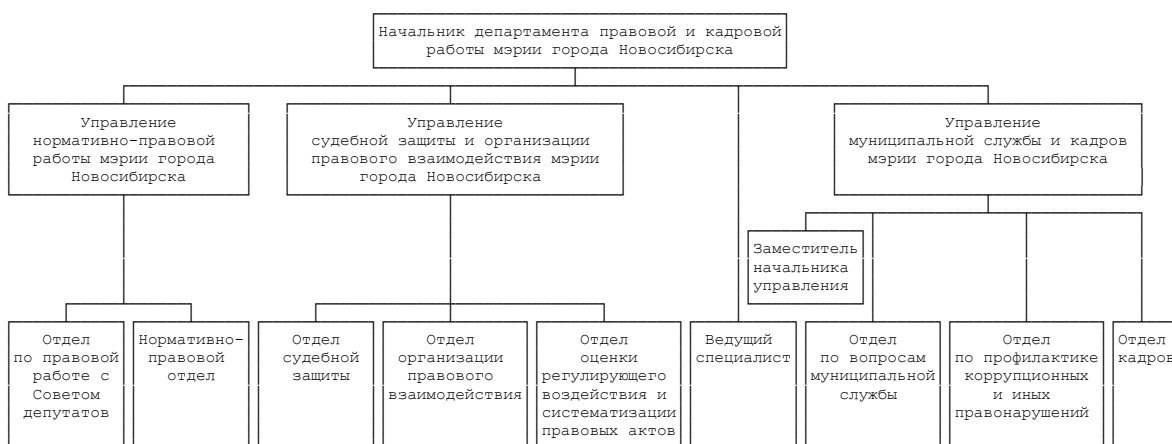 Начальник департамента правовой и кадровой
работы мэрии города Новосибирска
Управление
нормативно-правовой
работы мэрии города
Новосибирска
Управление
судебной защиты и организации
правового взаимодействия мэрии
города Новосибирска
Управление
муниципальной службы и кадров
мэрии города Новосибирска
Заместитель
начальника
управления
Отдел
по правовой
работе с
Советом
депутатов
Нормативно-
правовой
отдел
Отдел
судебной
защиты
Отдел
организации
правового
взаимодействия
Отдел
оценки
регулирующего
воздействия и
систематизации
правовых актов
Ведущий
специалист
Отдел
по вопросам
муниципальной
службы
Отдел
по профилактике
коррупционных
и иных
правонарушений
Отдел
кадров